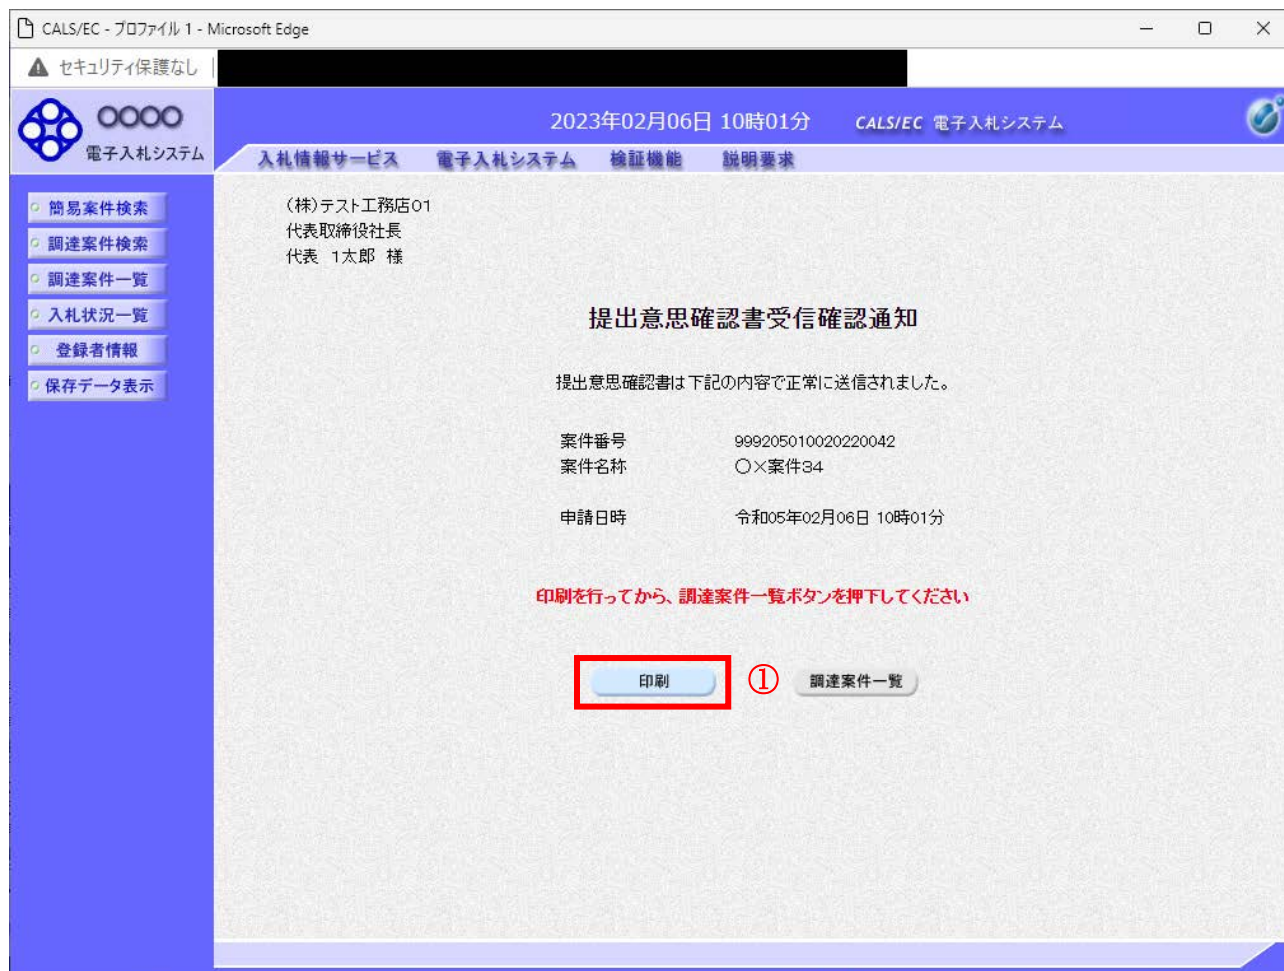 CALS/EC - プロファイル 1 - Microsoft Edge
セキュリティ保護なし
○○○○
電子入札システム
2023年02月06日 10時01分
CALS/EC 電子入札システム
入札情報サービス 電子入札システム 検証機能 説明要求
簡易案件検索
調達案件検索
調達案件一覧
入札状況一覧
登録者情報
保存データ表示
(株)テスト工務店01
代表取締役社長
代表 1太郎 様
提出意思確認書受信確認通知
提出意思確認書は下記の内容で正常に送信されました。
案件番号 999205010020220042
案件名称 ○×案件34
申請日時 令和05年02月06日 10時01分
印刷を行ってから、調達案件一覧ボタンを押下してください
印刷 ① 調達案件一覧